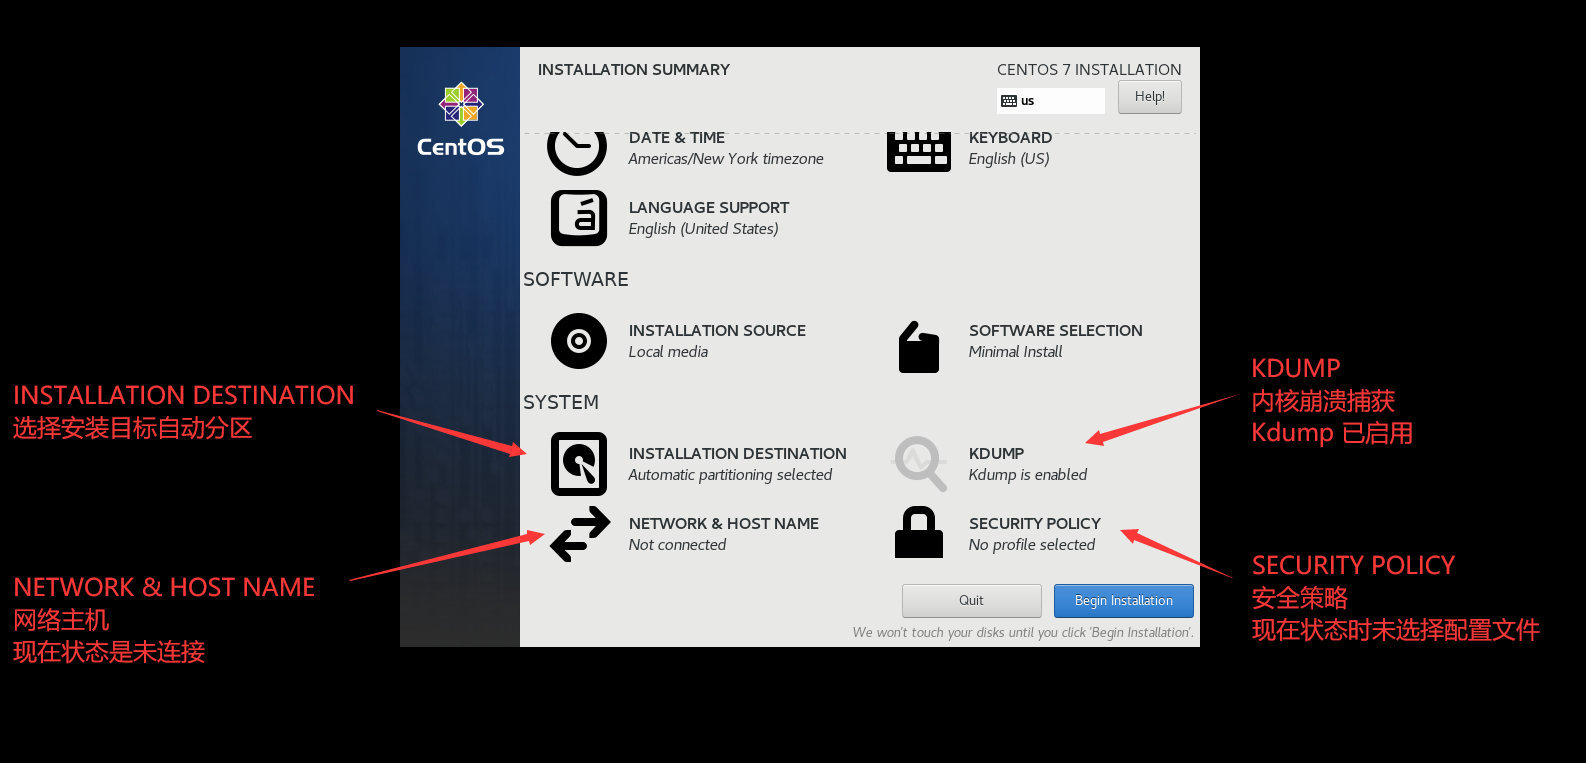 INSTALLATION SUMMARY
CENTOS 7 INSTALLATION
us
Help!
CentOS
DATE & TIME
Americas/New York timezone
KEYBOARD
English (US)
LANGUAGE SUPPORT
English (United States)
SOFTWARE
INSTALLATION SOURCE
Local media
SOFTWARE SELECTION
Minimal Install
SYSTEM
INSTALLATION DESTINATION
Automatic partitioning selected
KDUMP
Kdump is enabled
NETWORK & HOST NAME
Not connected
SECURITY POLICY
No profile selected
Quit
Begin Installation
We won't touch your disks until you click 'Begin Installation'.
INSTALLATION DESTINATION
选择安装目标自动分区
NETWORK & HOST NAME
网络主机
现在状态是未连接
KDUMP
内核崩溃捕获
Kdump 已启用
SECURITY POLICY
安全策略
现在状态时未选择配置文件